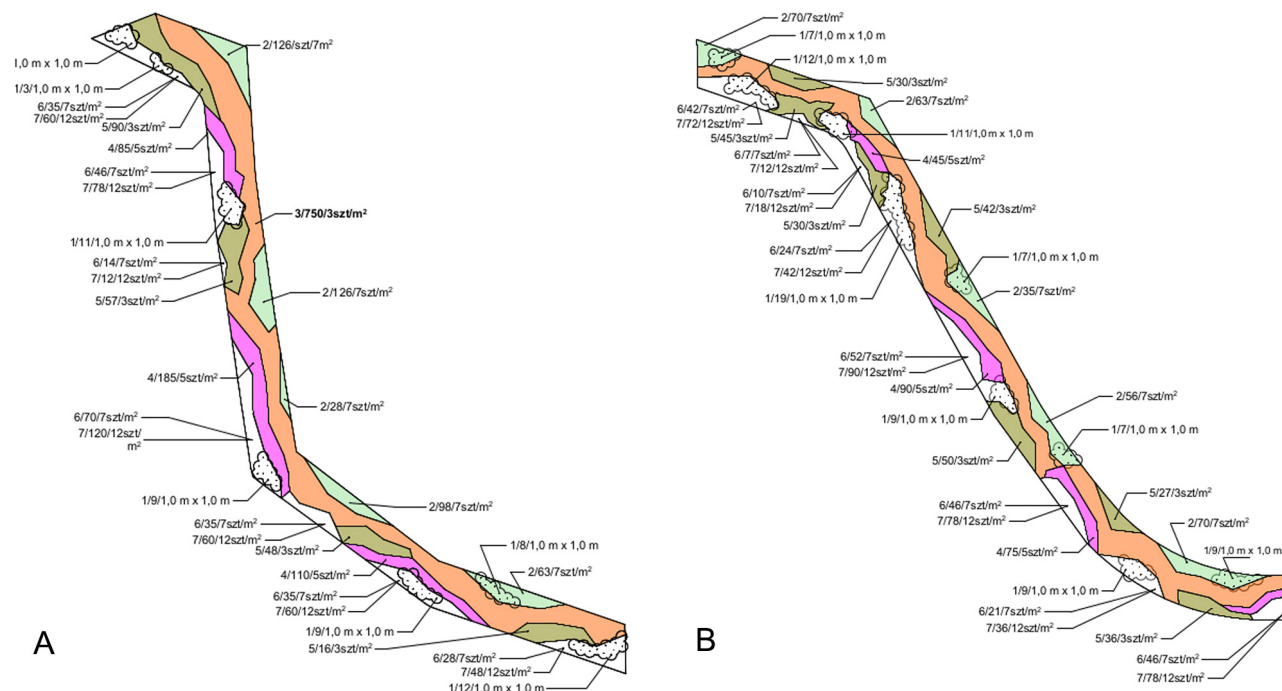 2/126/szt/7m²
I,0 m x 1,0 m
1/3/1,0 m x 1,0 m
6/35/7szt/m²
7/60/12szt/m²
5/90/3szt/m²
4/85/5szt/m²
6/46/7szt/m²
7/78/12szt/m²
3/750/3szt/m²
1/11/1,0 m x 1,0 m
6/14/7szt/m²
7/12/12szt/m²
5/57/3szt/m²
2/126/7szt/m²
4/185/5szt/m²
2/28/7szt/m²
6/70/7szt/m²
7/120/12szt/
m²
1/9/1,0 m x 1,0 m
2/98/7szt/m²
6/35/7szt/m²
7/60/12szt/m²
5/48/3szt/m²
1/8/1,0 m x 1,0 m
4/110/5szt/m²
2/63/7szt/m²
6/35/7szt/m²
7/60/12szt/m²
1/9/1,0 m x 1,0 m
5/16/3szt/m²
6/28/7szt/m²
7/48/12szt/m²
1/12/1,0 m x 1,0 m
A
2/70/7szt/m²
1/7/1,0 m x 1,0 m
1/12/1,0 m x 1,0 m
5/30/3szt/m²
6/42/7szt/m²
7/72/12szt/m²
2/63/7szt/m²
5/45/3szt/m²
1/11/1,0 m x 1,0 m
6/7/7szt/m²
7/12/12szt/m²
4/45/5szt/m²
6/10/7szt/m²
7/18/12szt/m²
5/30/3szt/m²
5/42/3szt/m²
6/24/7szt/m²
7/42/12szt/m²
1/7/1,0 m x 1,0 m
1/19/1,0 m x 1,0 m
2/35/7szt/m²
6/52/7szt/m²
7/90/12szt/m²
4/90/5szt/m²
2/56/7szt/m²
1/9/1,0 m x 1,0 m
1/7/1,0 m x 1,0 m
5/50/3szt/m²
5/27/3szt/m²
6/46/7szt/m²
7/78/12szt/m²
2/70/7szt/m²
4/75/5szt/m²
1/9/1,0 m x 1,0 m
1/9/1,0 m x 1,0 m
6/21/7szt/m²
7/36/12szt/m²
5/36/3szt/m²
6/46/7szt/m²
7/78/12szt/m²
B